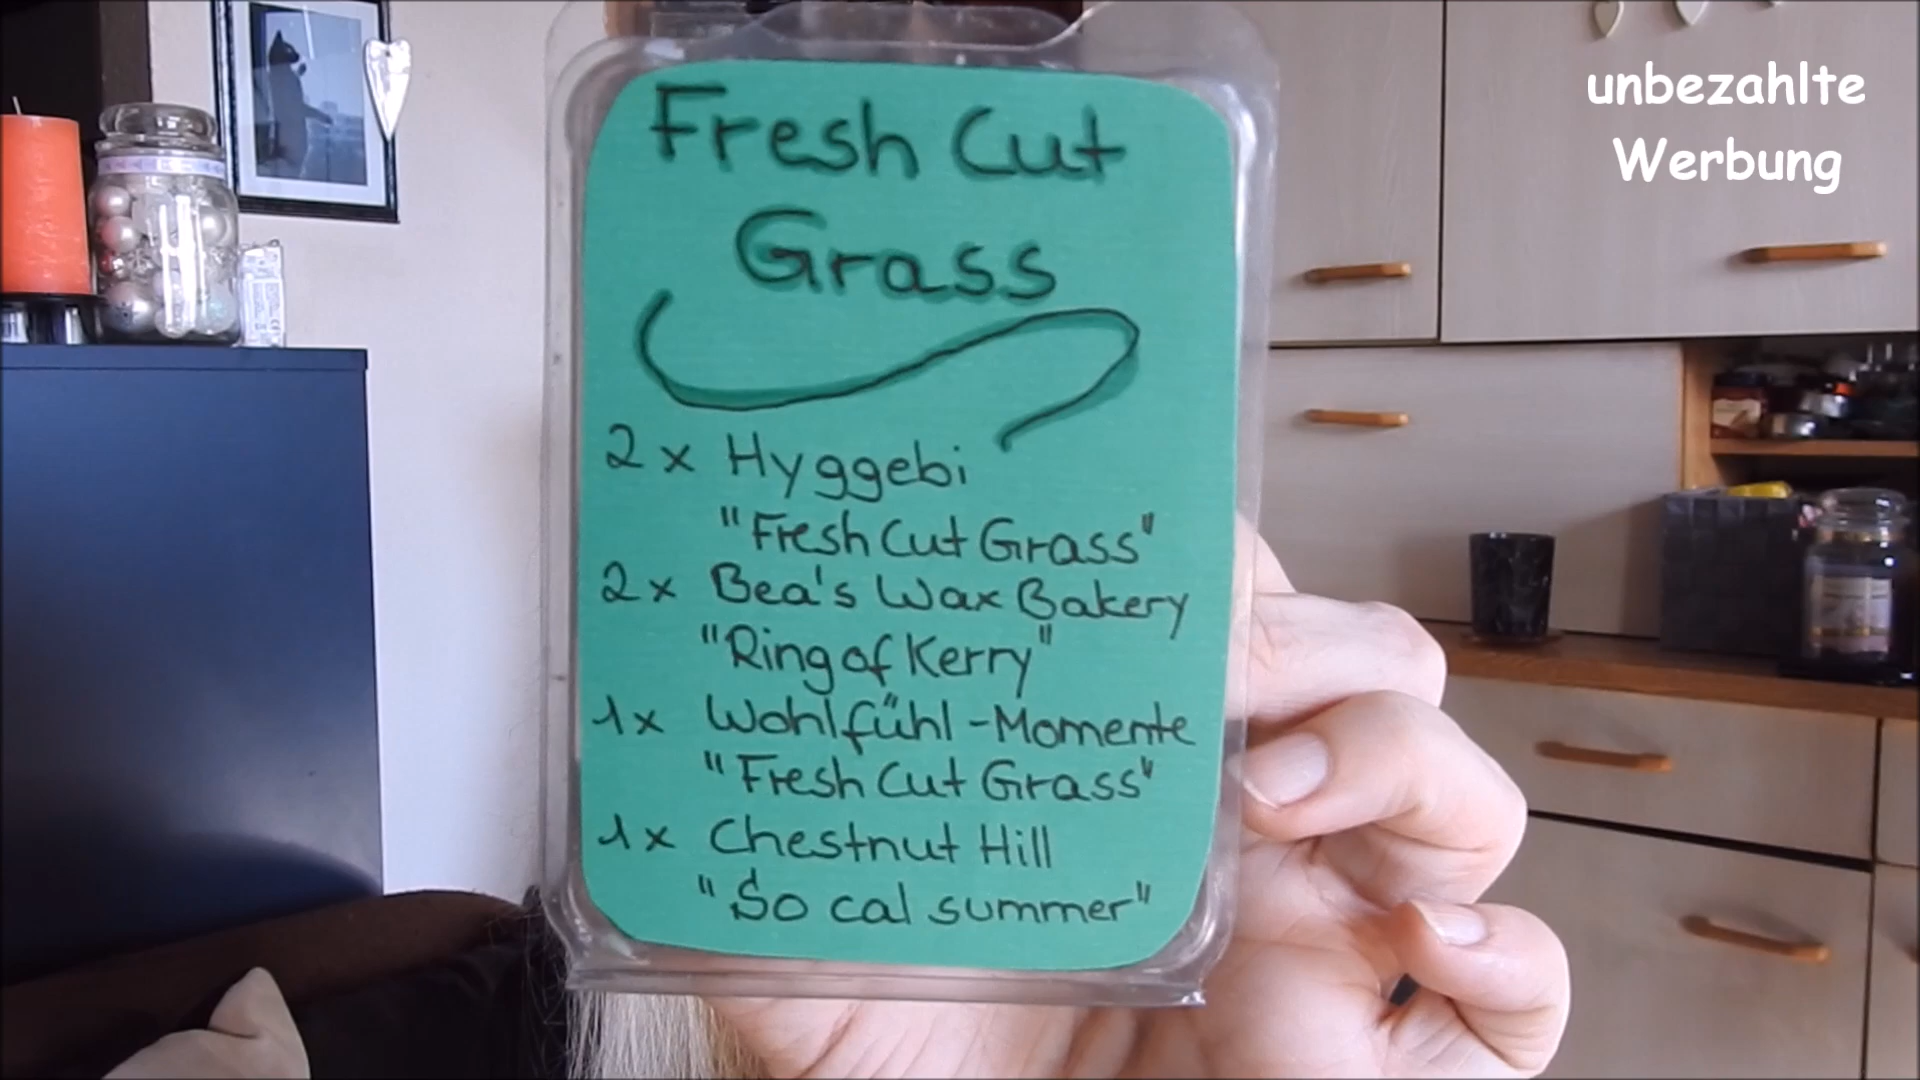 Fresh Cut
Grass
2 x Hyggebi
"Fresh Cut Grass"
2x Bea's Wax Bakery
"Ring of Kerry"
1x Wohlfühl-Momente
"Fresh Cut Grass"
1x Chestnut Hill
"So cal summer"
unbezahlte
Werbung